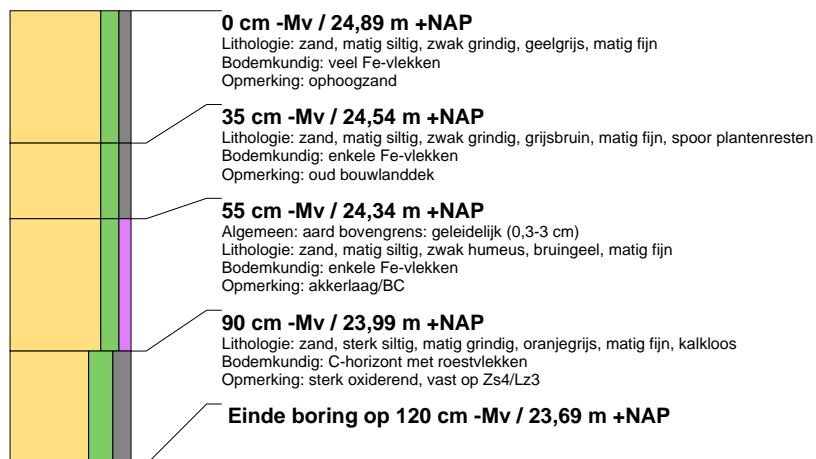 0 cm -Mv / 24,89 m +NAP
Lithologie: zand, matig siltig, zwak grindig, geelgrijs, matig fijn
Bodemkundig: veel Fe-vlekken
Opmerking: ophoogzand
35 cm -Mv / 24,54 m +NAP
Lithologie: zand, matig siltig, zwak grindig, grijsbruin, matig fijn, spoor plantenresten
Bodemkundig: enkele Fe-vlekken
Opmerking: oud bouwlanddek
55 cm -Mv / 24,34 m +NAP
Algemeen: aard bovengrens: geleidelijk (0,3-3 cm)
Lithologie: zand, matig siltig, zwak humeus, bruingeel, matig fijn
Bodemkundig: enkele Fe-vlekken
Opmerking: akkerlaag/BC
90 cm -Mv / 23,99 m +NAP
Lithologie: zand, sterk siltig, matig grindig, oranjegrijs, matig fijn, kalkloos
Bodemkundig: C-horizont met roestvlekken
Opmerking: sterk oxiderend, vast op Zs4/Lz3
Einde boring op 120 cm -Mv / 23,69 m +NAP